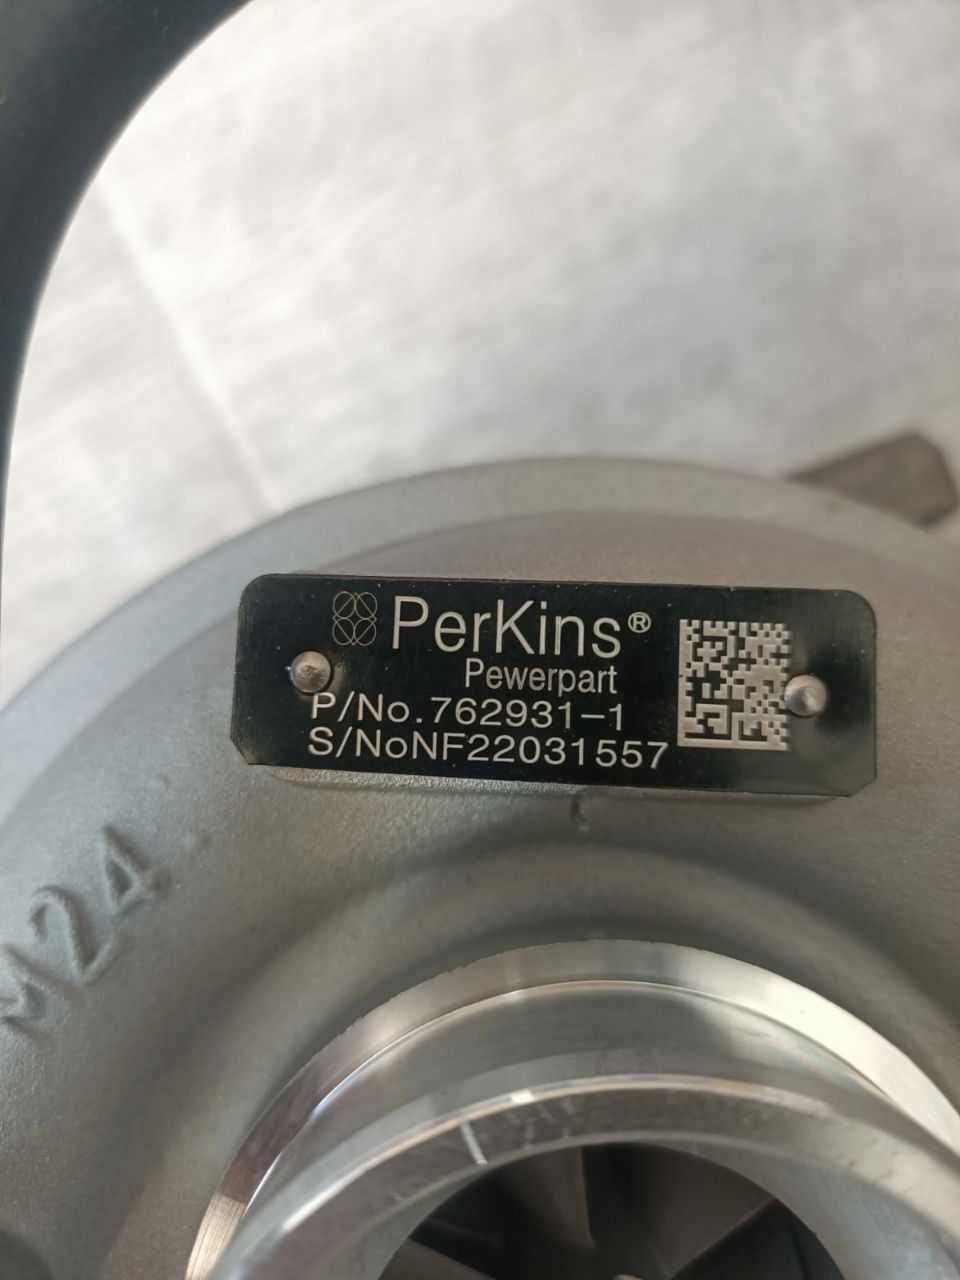 PerKins®
Pewerpart
P/No.762931-1
S/NoNF22031557
M24